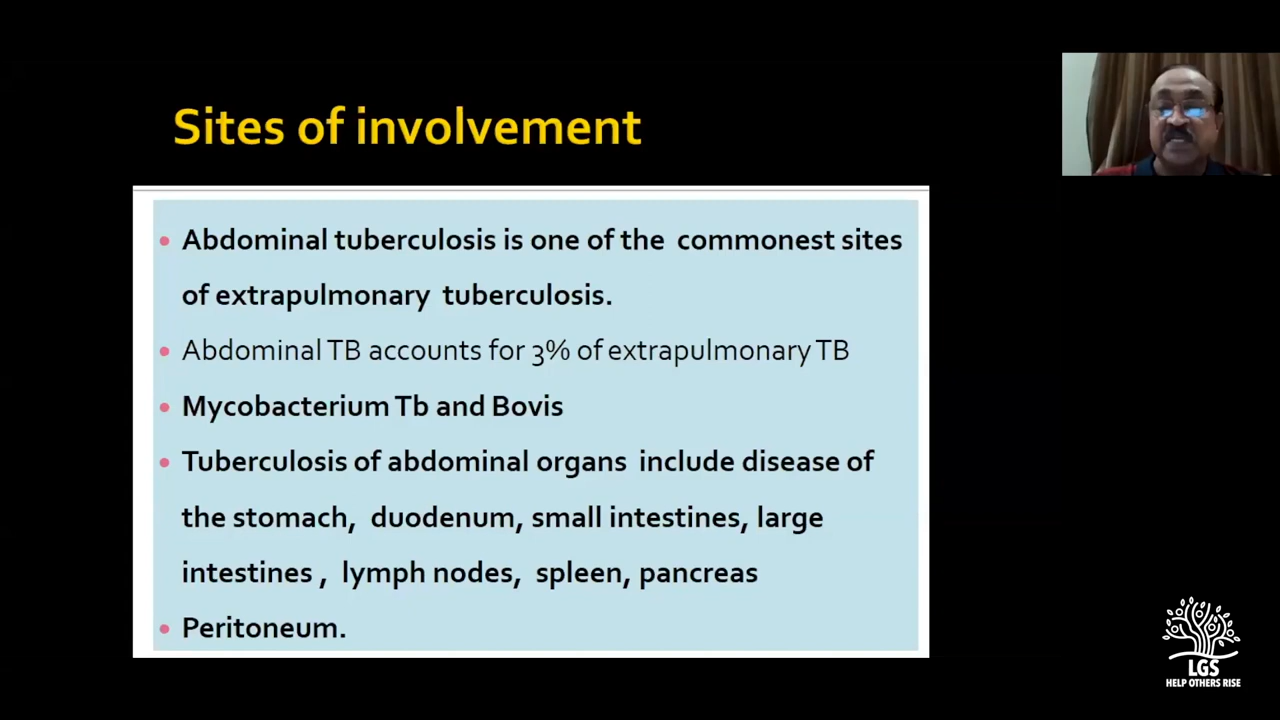 Sites of involvement
• Abdominal tuberculosis is one of the commonest sites
of extrapulmonary tuberculosis.
• Abdominal TB accounts for 3% of extrapulmonary TB
• Mycobacterium Tb and Bovis
• Tuberculosis of abdominal organs include disease of
the stomach, duodenum, small intestines, large
intestines , lymph nodes, spleen, pancreas
• Peritoneum.
LGS
HELP OTHERS RISE